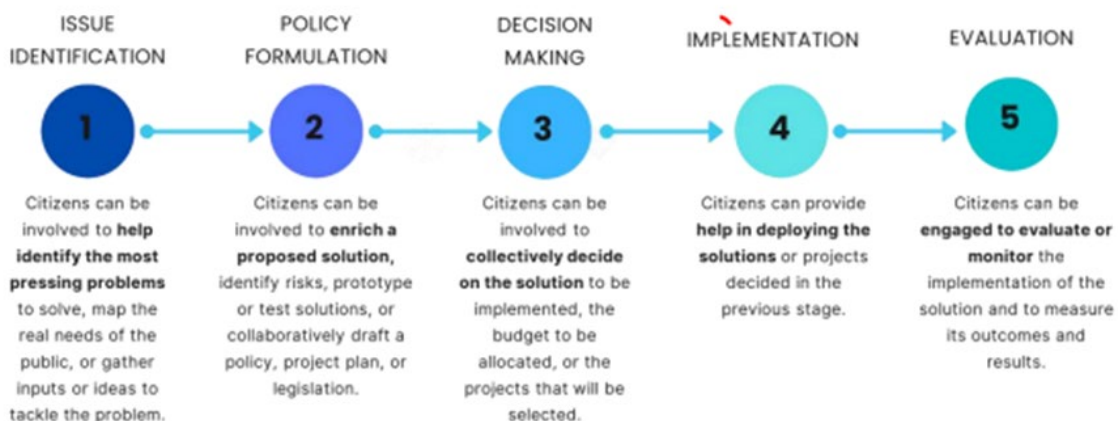 ISSUE
IDENTIFICATION
POLICY
FORMULATION
DECISION
MAKING
IMPLEMENTATION
EVALUATION
1
2
3
4
5
Citizens can be
involved to help
identify the most
pressing problems
to solve, map the
real needs of the
public, or gather
inputs or ideas to
tackle the problem.
Citizens can be
involved to enrich a
proposed solution,
identify risks, prototype
or test solutions, or
collaboratively draft a
policy, project plan, or
legislation.
Citizens can be
involved to
collectively decide
on the solution to be
implemented, the
budget to be
allocated, or the
projects that will be
selected.
Citizens can provide
help in deploying the
solutions or projects
decided in the
previous stage.
Citizens can be
engaged to evaluate or
monitor the
implementation of the
solution and to measure
its outcomes and
results.